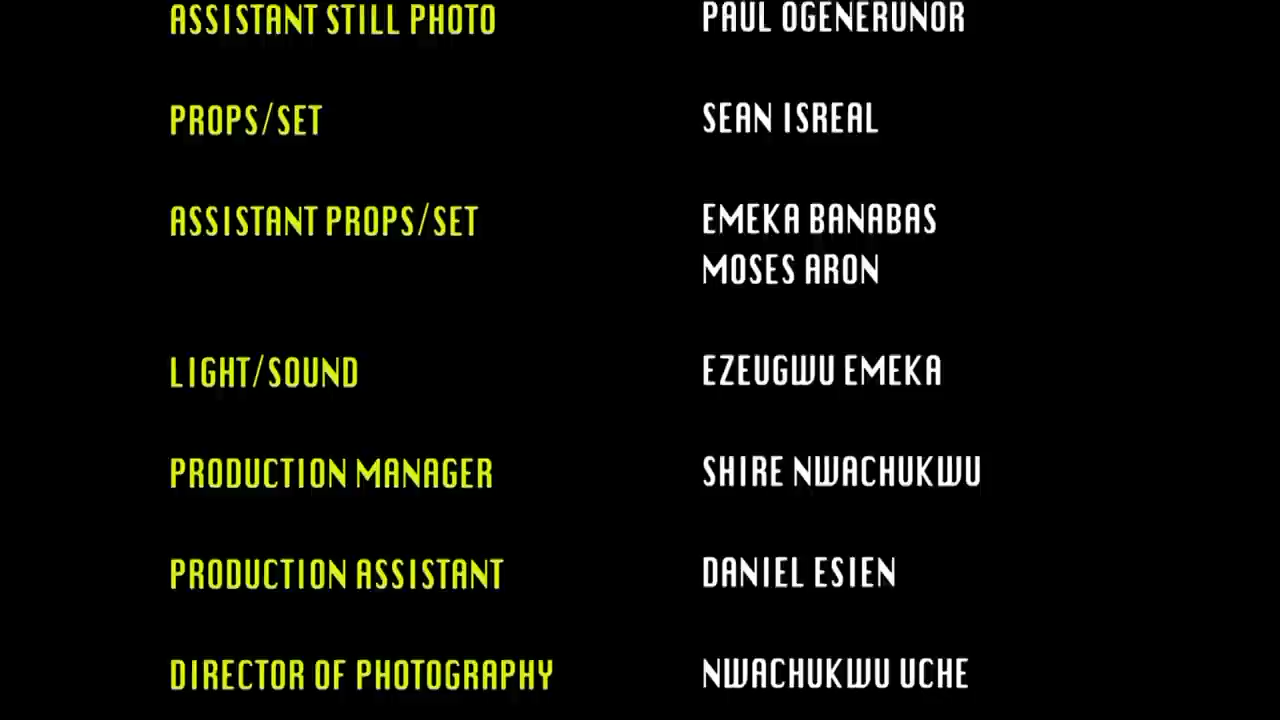 ASSISTANT STILL PHOTO PAUL OGENERUNOR
PROPS/SET SEAN ISREAL
ASSISTANT PROPS/SET EMEKA BANABAS
MOSES ARON
LIGHT/SOUND EZEUGWU EMEKA
PRODUCTION MANAGER SHIRE NWACHUKWU
PRODUCTION ASSISTANT DANIEL ESIEN
DIRECTOR OF PHOTOGRAPHY NWACHUKWU UCHE